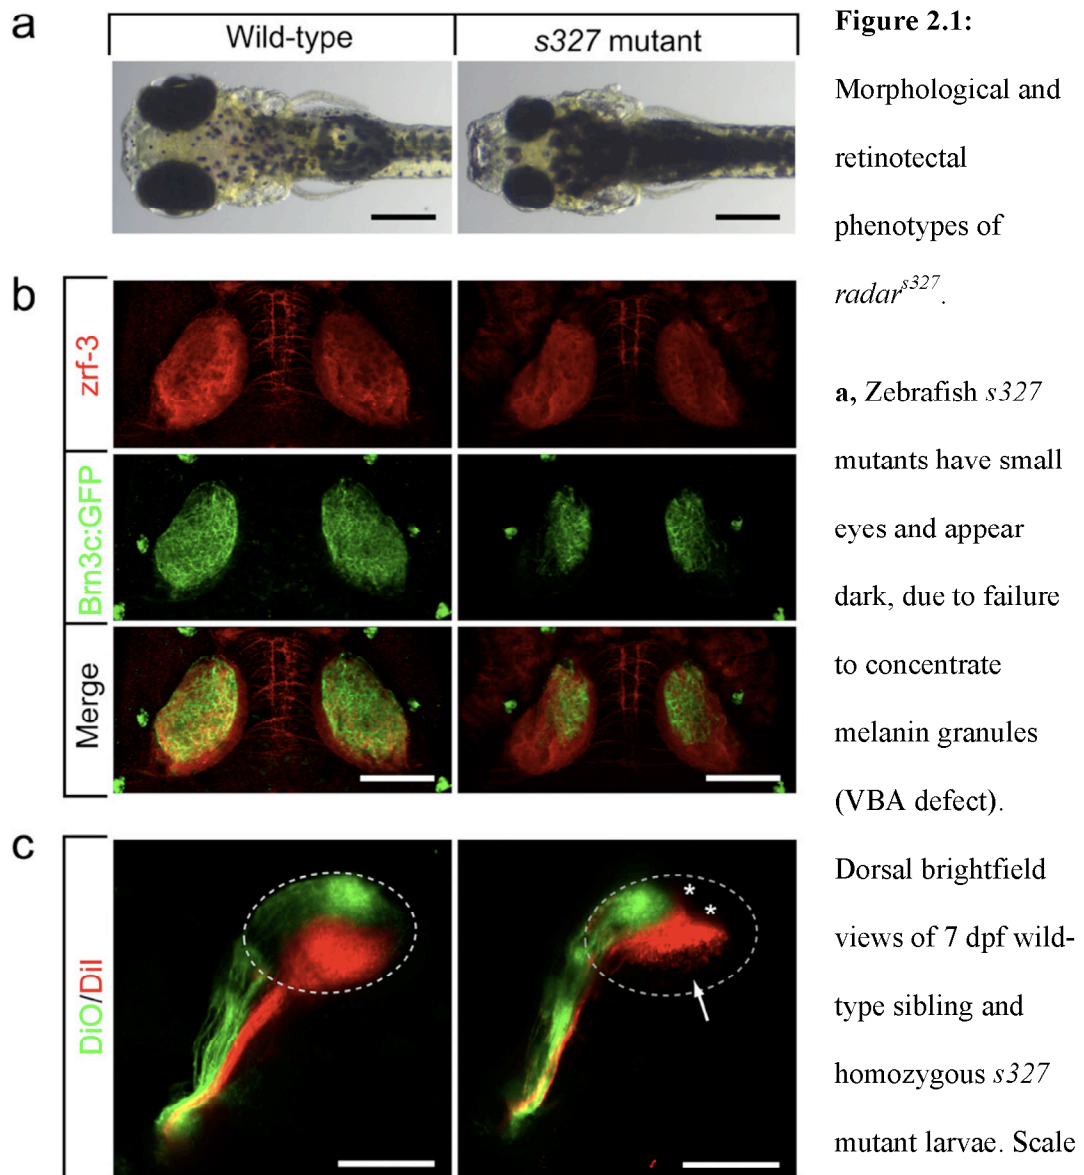 a
Wild-type
s327 mutant
b
zrf-3
Brn3c:GFP
Merge
c
DiO/DiI
* *
Figure 2.1:
Morphological and
retinotectal
phenotypes of
radar^s327.
a, Zebrafish s327
mutants have small
eyes and appear
dark, due to failure
to concentrate
melanin granules
(VBA defect).
Dorsal brightfield
views of 7 dpf wild-
type sibling and
homozygous s327
mutant larvae. Scale